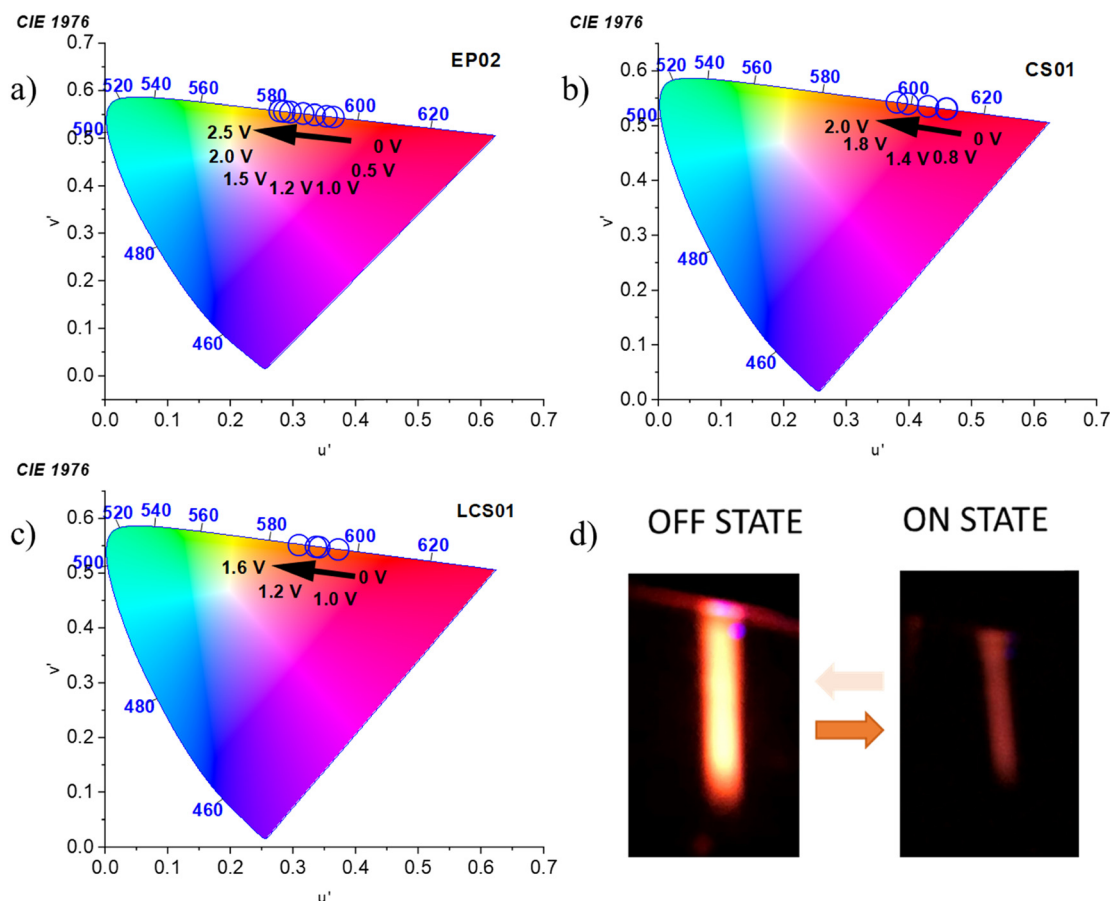 CIE 1976
a)
EP02
0.7
0.6
0.5
0.4
0.3
0.2
0.1
0.0
v'
520
540
560
580
600
620
500
480
460
2.5 V
2.0 V
1.5 V
1.2 V
1.0 V
0.5 V
0 V
0.0 0.1 0.2 0.3 0.4 0.5 0.6 0.7
u'
CIE 1976
b)
CS01
0.6
0.5
0.4
0.3
0.2
0.1
0.0
v'
520
540
560
580
600
620
500
480
460
2.0 V
1.8 V
1.4 V
0.8 V
0 V
0.0 0.1 0.2 0.3 0.4 0.5 0.6 0.7
u'
CIE 1976
c)
LCS01
0.6
0.5
0.4
0.3
0.2
0.1
0.0
v'
520
540
560
580
600
620
500
480
460
1.6 V
1.2 V
1.0 V
0 V
0.0 0.1 0.2 0.3 0.4 0.5 0.6 0.7
u'
d)
OFF STATE
ON STATE